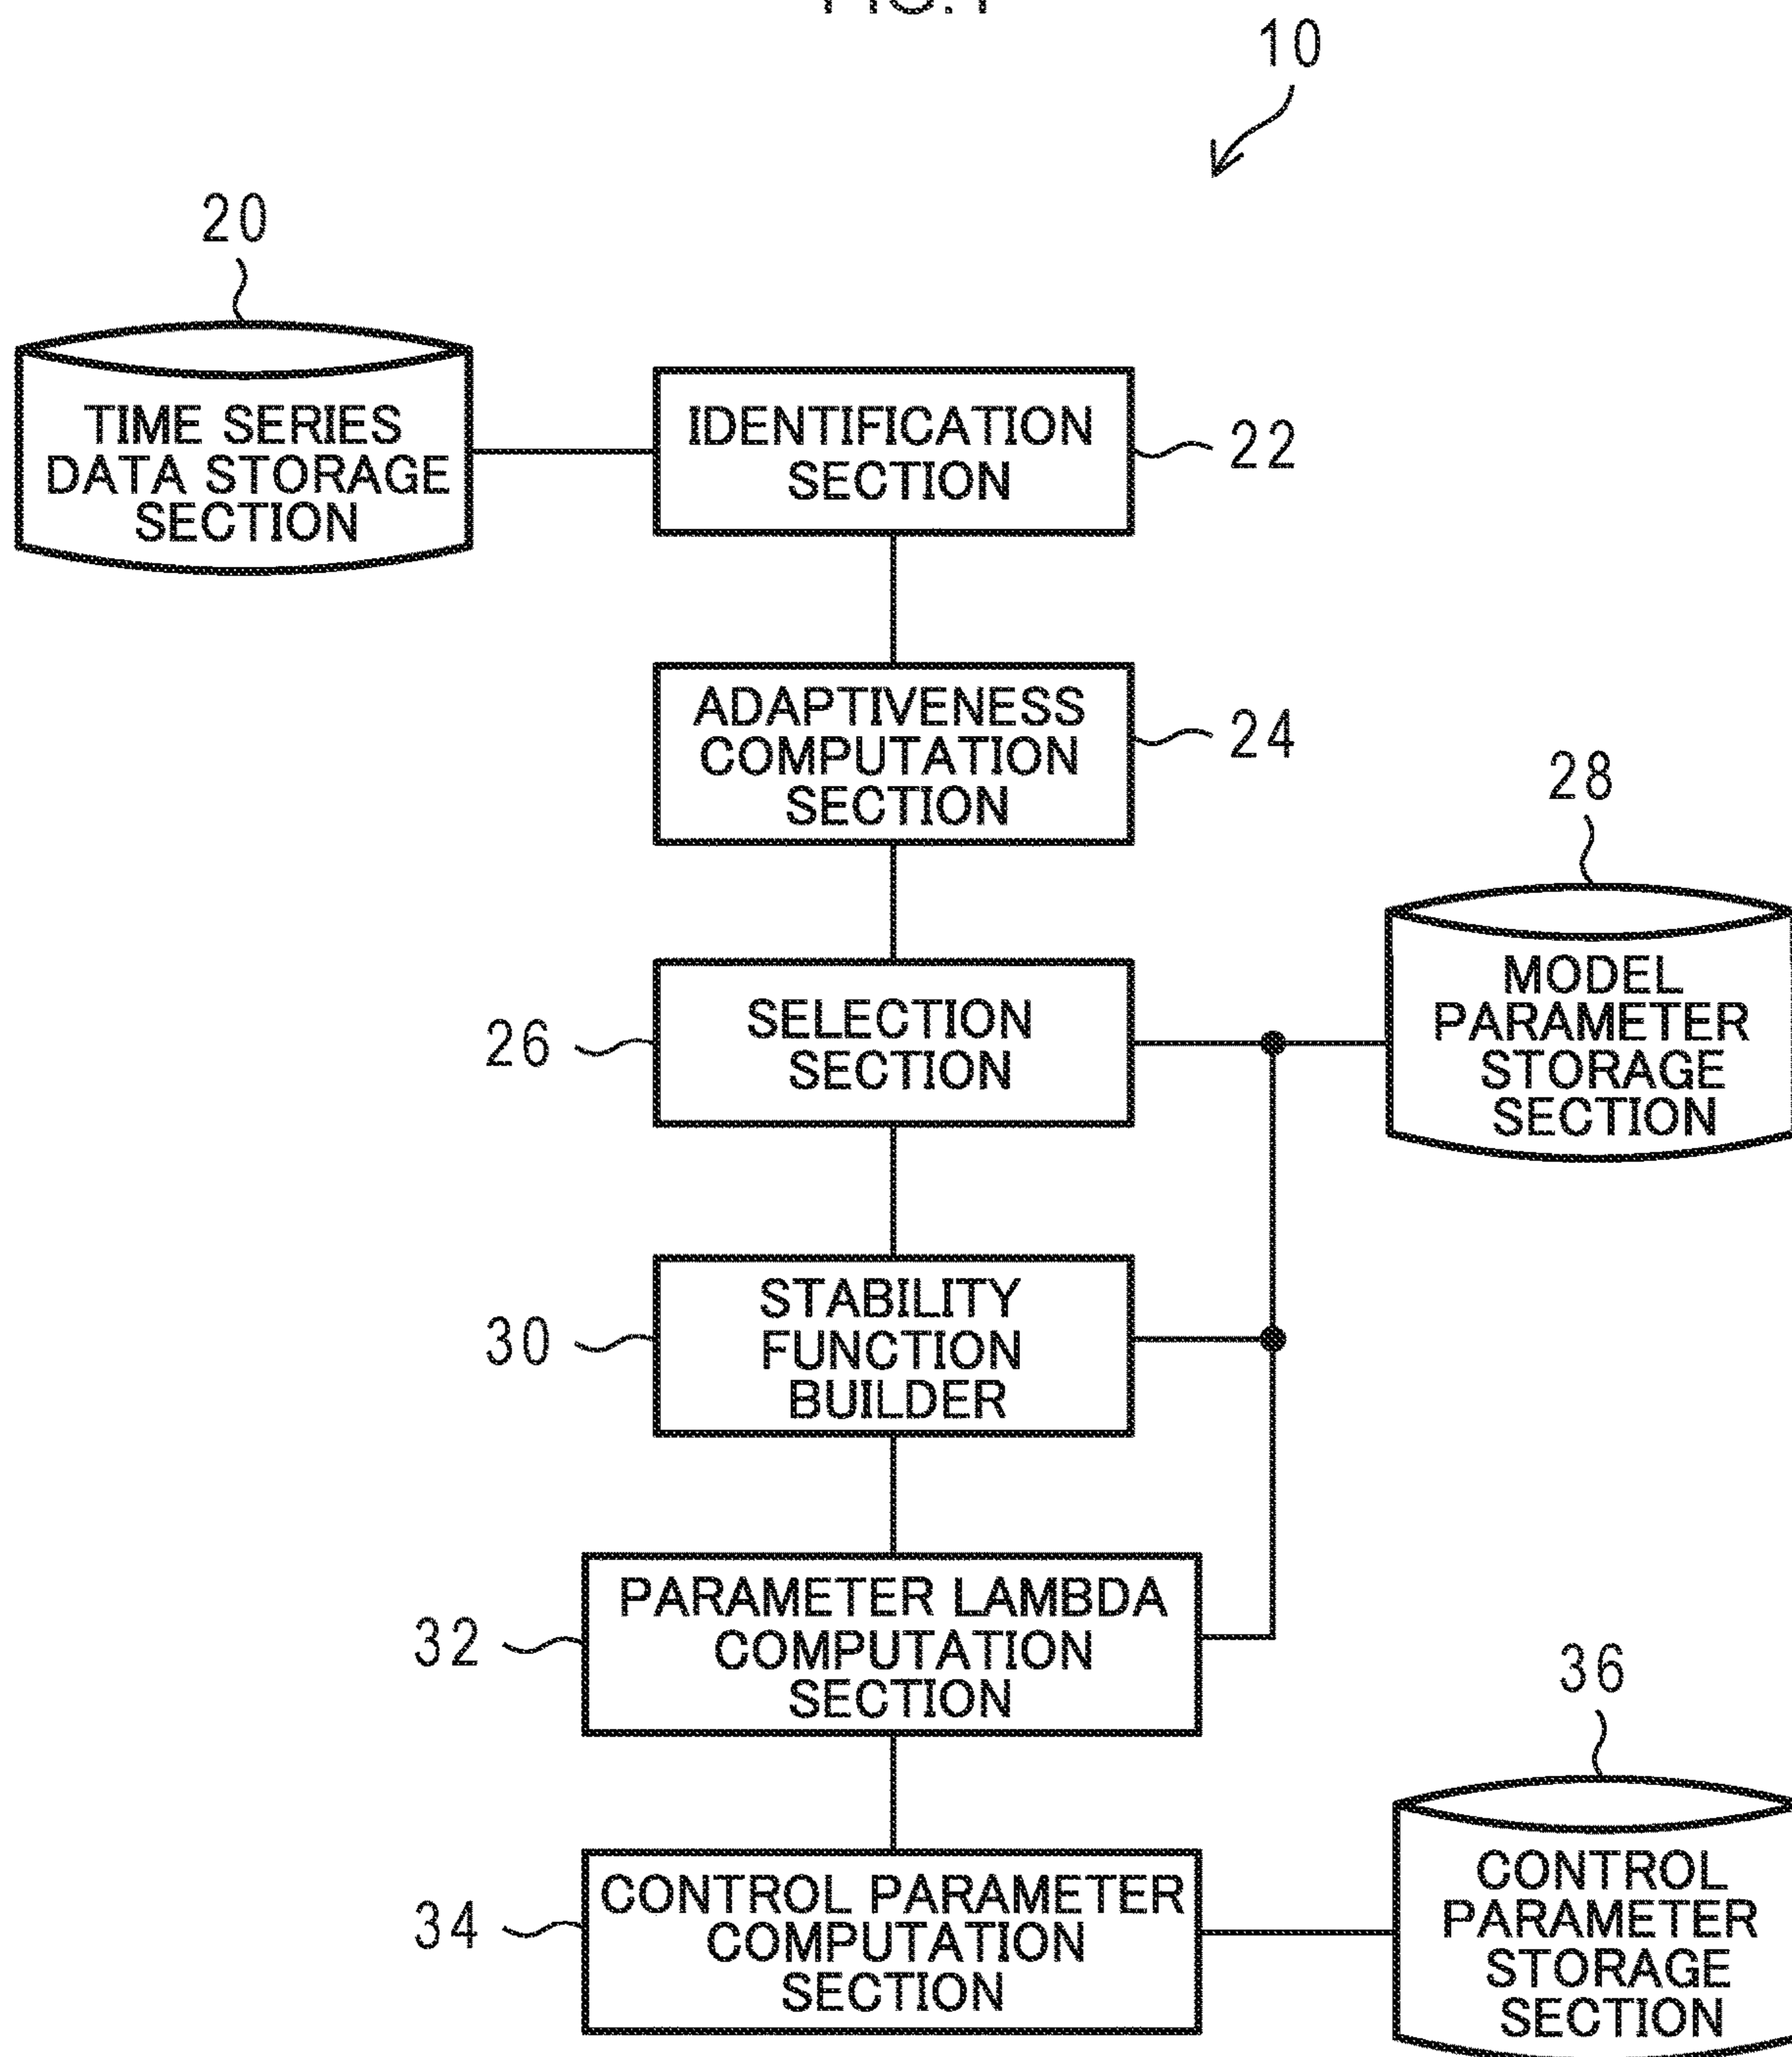 10
20
TIME SERIES
DATA STORAGE
SECTION
IDENTIFICATION
SECTION
22
ADAPTIVENESS
COMPUTATION
SECTION
24
28
MODEL
PARAMETER
STORAGE
SECTION
26
SELECTION
SECTION
30
STABILITY
FUNCTION
BUILDER
32
PARAMETER LAMBDA
COMPUTATION
SECTION
36
CONTROL
PARAMETER
STORAGE
SECTION
34
CONTROL PARAMETER
COMPUTATION
SECTION